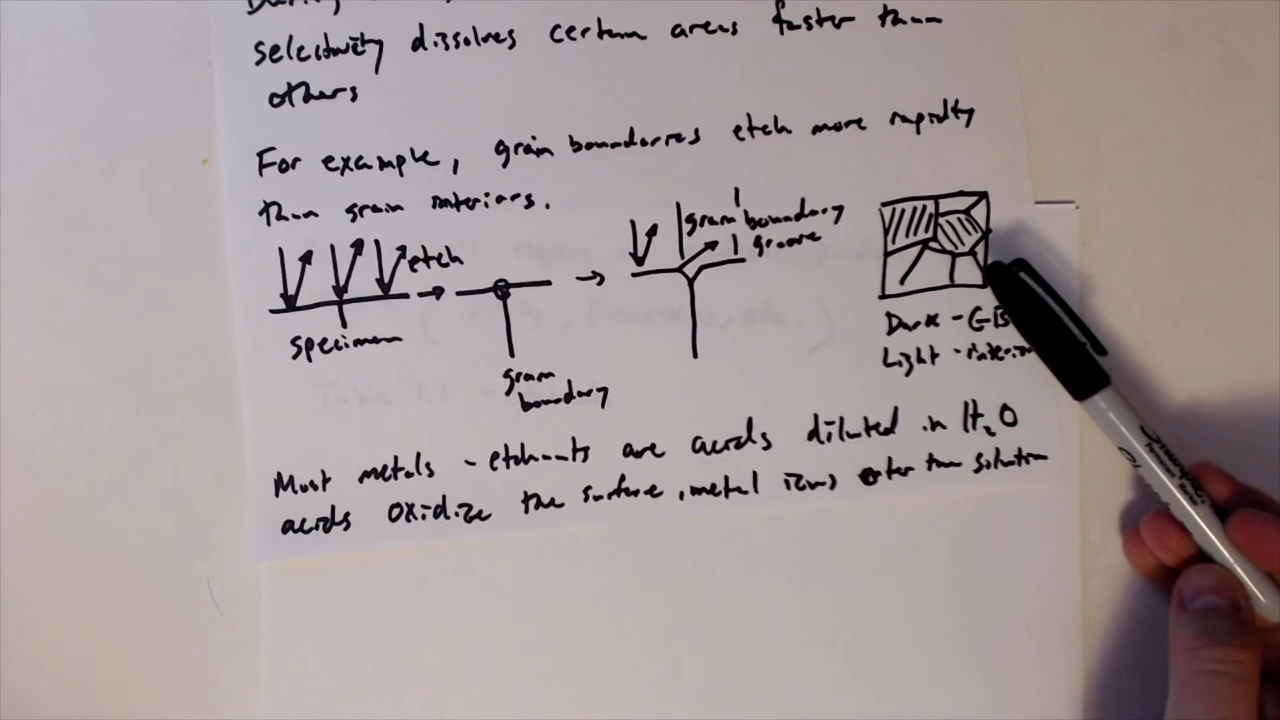 selectivity dissolves certain areas faster than
others
For example, grain boundaries etch more rapidly
than grain interiors.
etch
specimen
grain
boundary
grain boundary
groove
Dark - GB
Light - interior
Most metals - etchants are acids diluted in H₂O
acids oxidize the surface, metal ions enter the solution
Sharpie